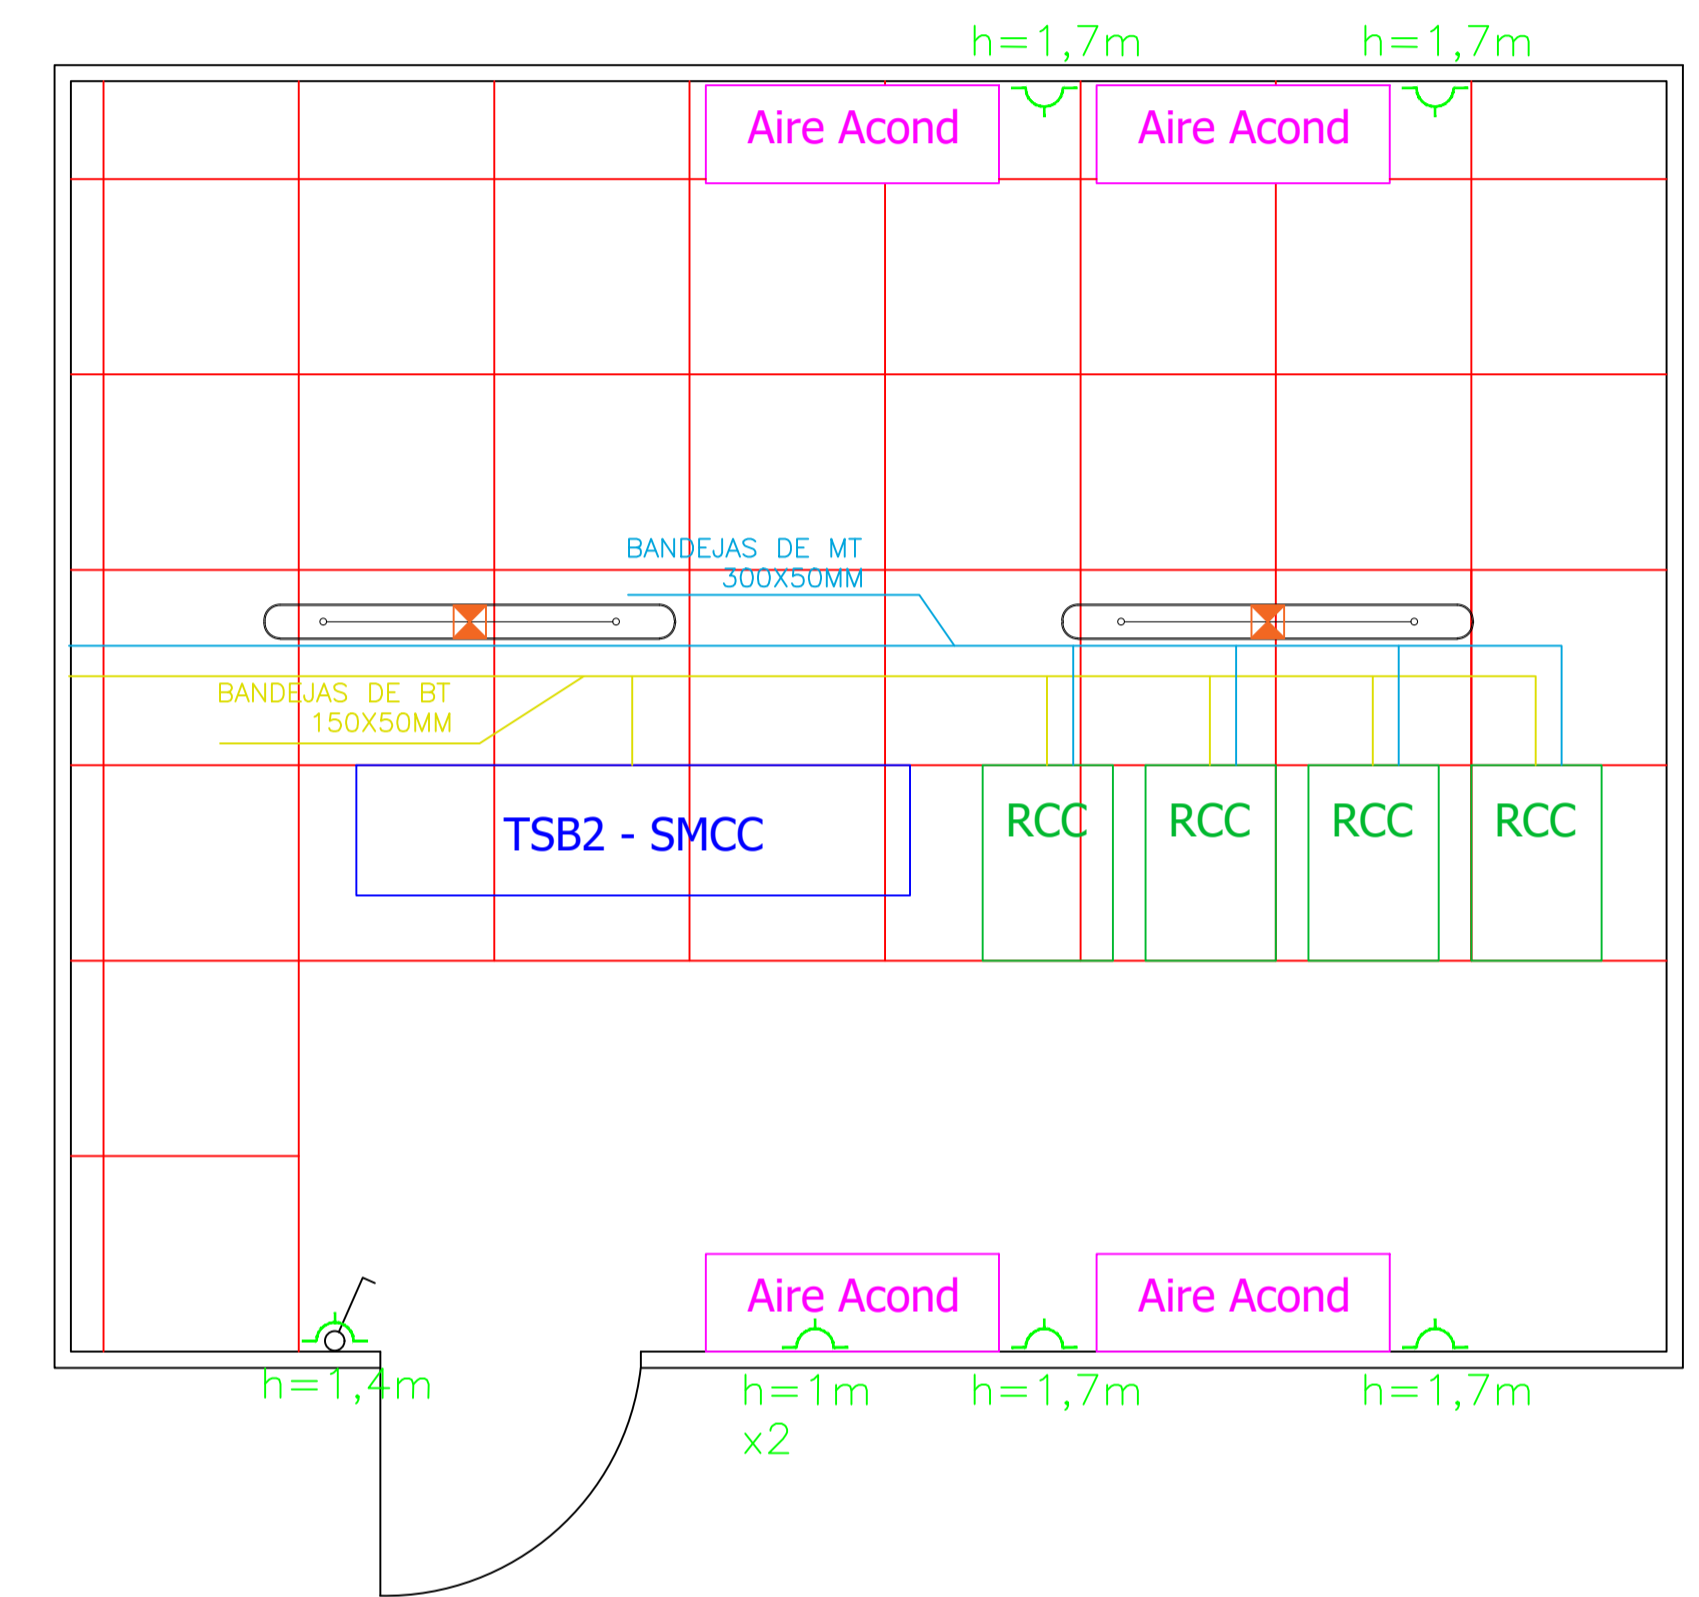 h=1,7m
h=1,7m
Aire Acond
Aire Acond
BANDEJAS DE MT
300X50MM
BANDEJAS DE BT
150X50MM
TSB2 - SMCC
RCC
RCC
RCC
RCC
Aire Acond
Aire Acond
h=1,4m
h=1m
x2
h=1,7m
h=1,7m